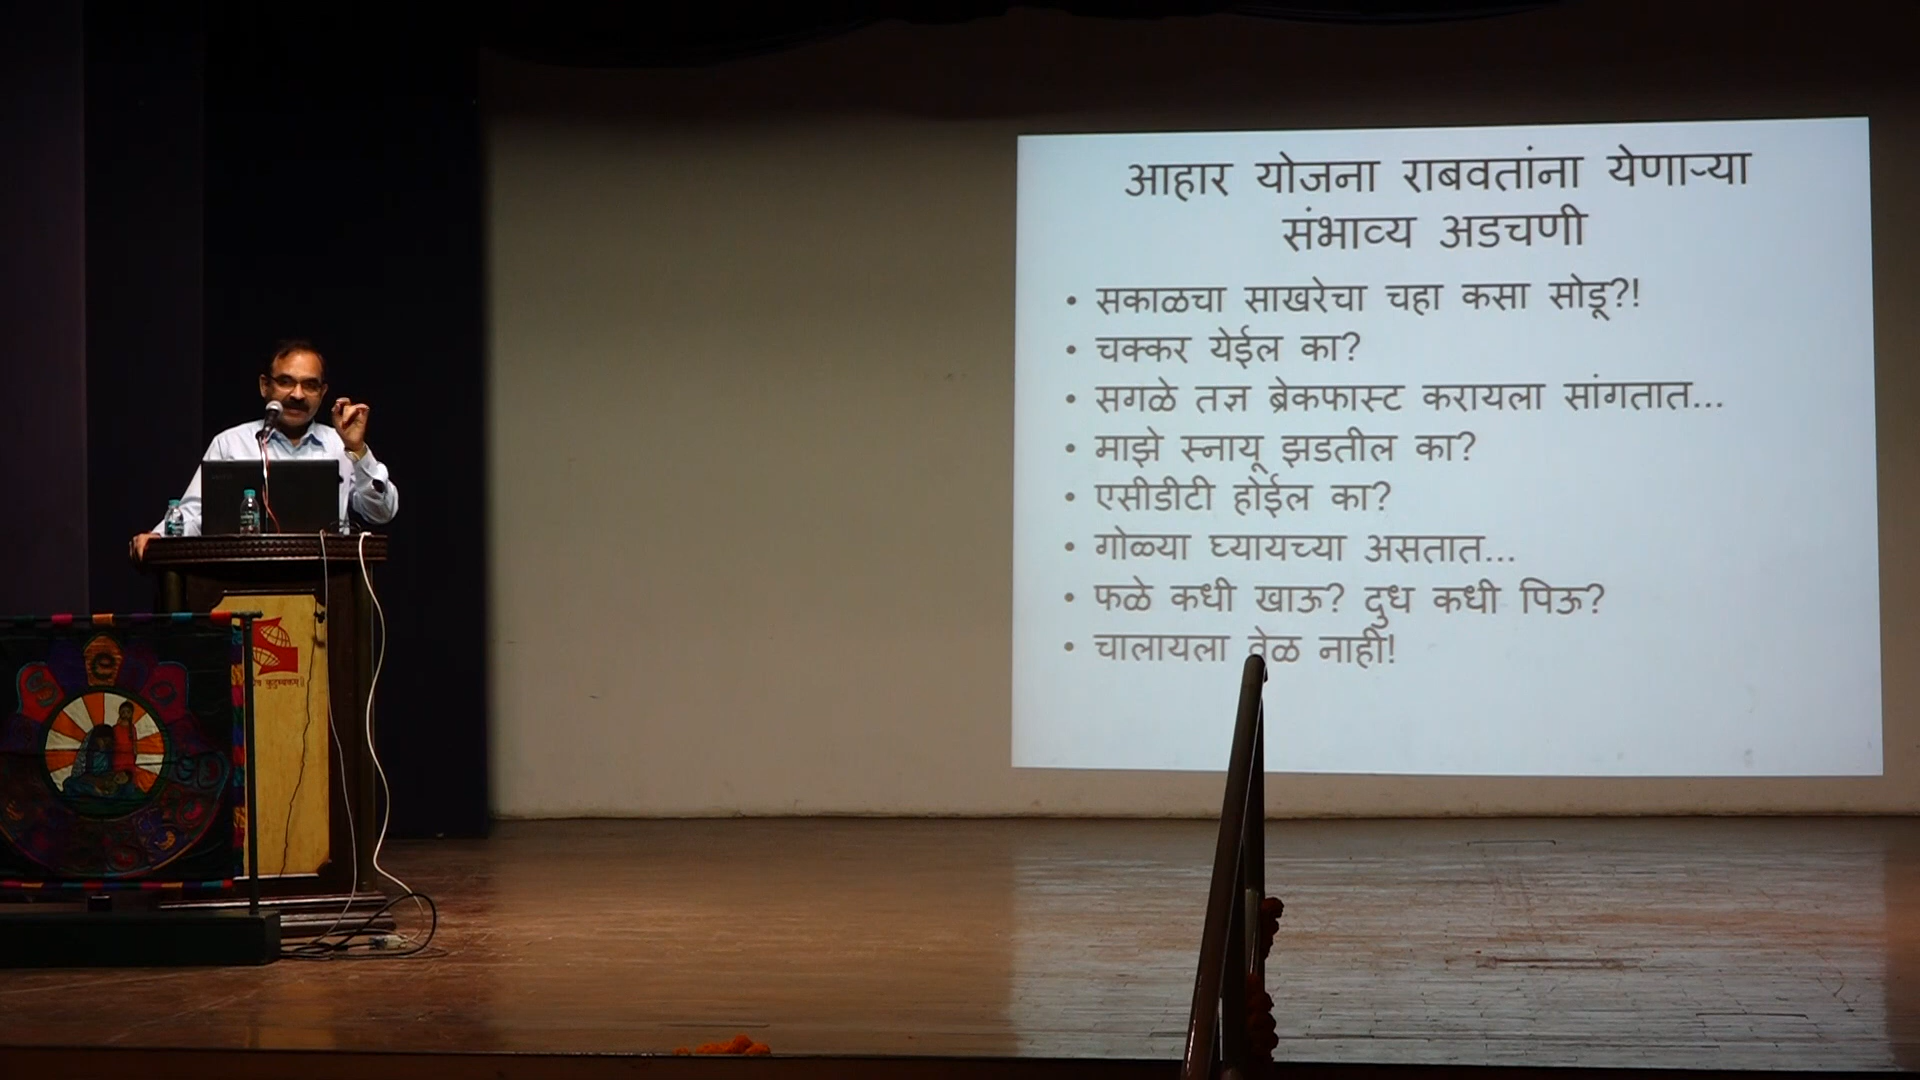 आहार योजना राबवतांना येणाऱ्या
संभाव्य अडचणी
• सकाळचा साखरेचा चहा कसा सोडू?!
• चक्कर येईल का?
• सगळे तज्ञ ब्रेकफास्ट करायला सांगतात...
• माझे स्नायू झडतील का?
• एसीडीटी होईल का?
• गोळ्या घ्यायच्या असतात...
• फळे कधी खाऊ? दुध कधी पिऊ?
• चालायला वेळ नाही!
कुटुम्बकम्॥